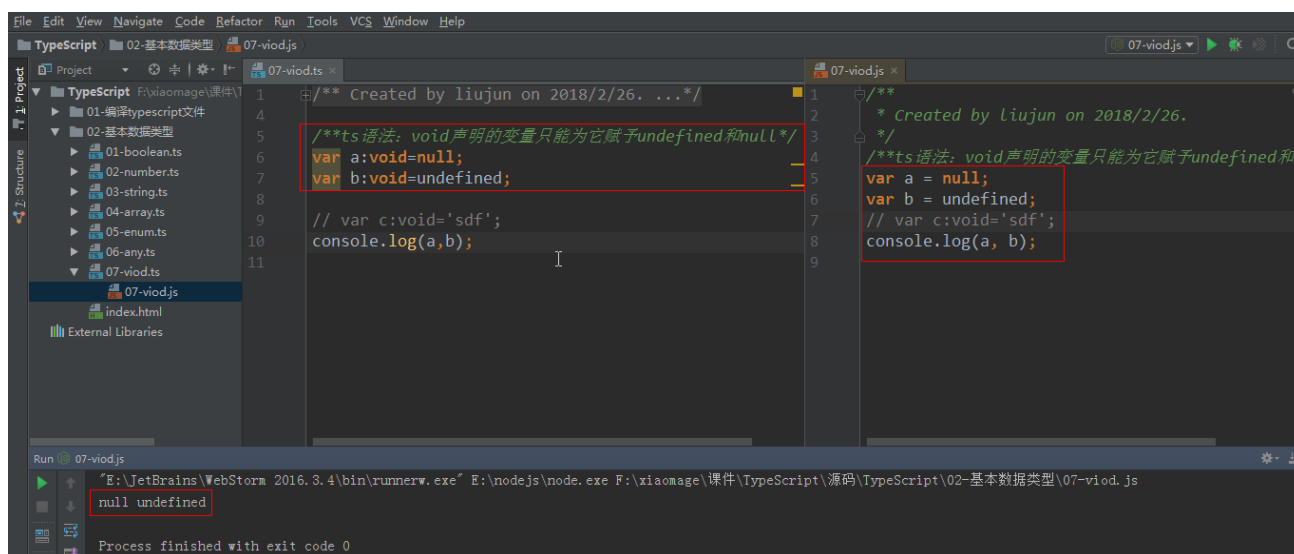 File Edit View Navigate Code Refactor Run Tools VCS Window Help
TypeScript 02-基本数据类型 07-viod.js
07-viod.js
1: Project
7: Structure
Project
TypeScript F:\xiaomage\课件\T
01-编译typescript文件
02-基本数据类型
01-boolean.ts
02-number.ts
03-string.ts
04-array.ts
05-enum.ts
06-any.ts
07-viod.ts
07-viod.js
index.html
External Libraries
07-viod.ts ×
1 /** Created by liujun on 2018/2/26. ...*/
4
5 /**ts语法：void声明的变量只能为它赋予undefined和null*/
6 var a:void=null;
7 var b:void=undefined;
8
9 // var c:void='sdf';
10 console.log(a,b);
11
07-viod.js ×
1 /**
2 * Created by liujun on 2018/2/26.
3 */
4 /**ts语法：void声明的变量只能为它赋予undefined和
5 var a = null;
6 var b = undefined;
7 // var c:void='sdf';
8 console.log(a, b);
9
Run 07-viod.js
"E:\JetBrains\WebStorm 2016.3.4\bin\runnerw.exe" E:\nodejs\node.exe F:\xiaomage\课件\TypeScript\源码\TypeScript\02-基本数据类型\07-viod.js
null undefined
Process finished with exit code 0